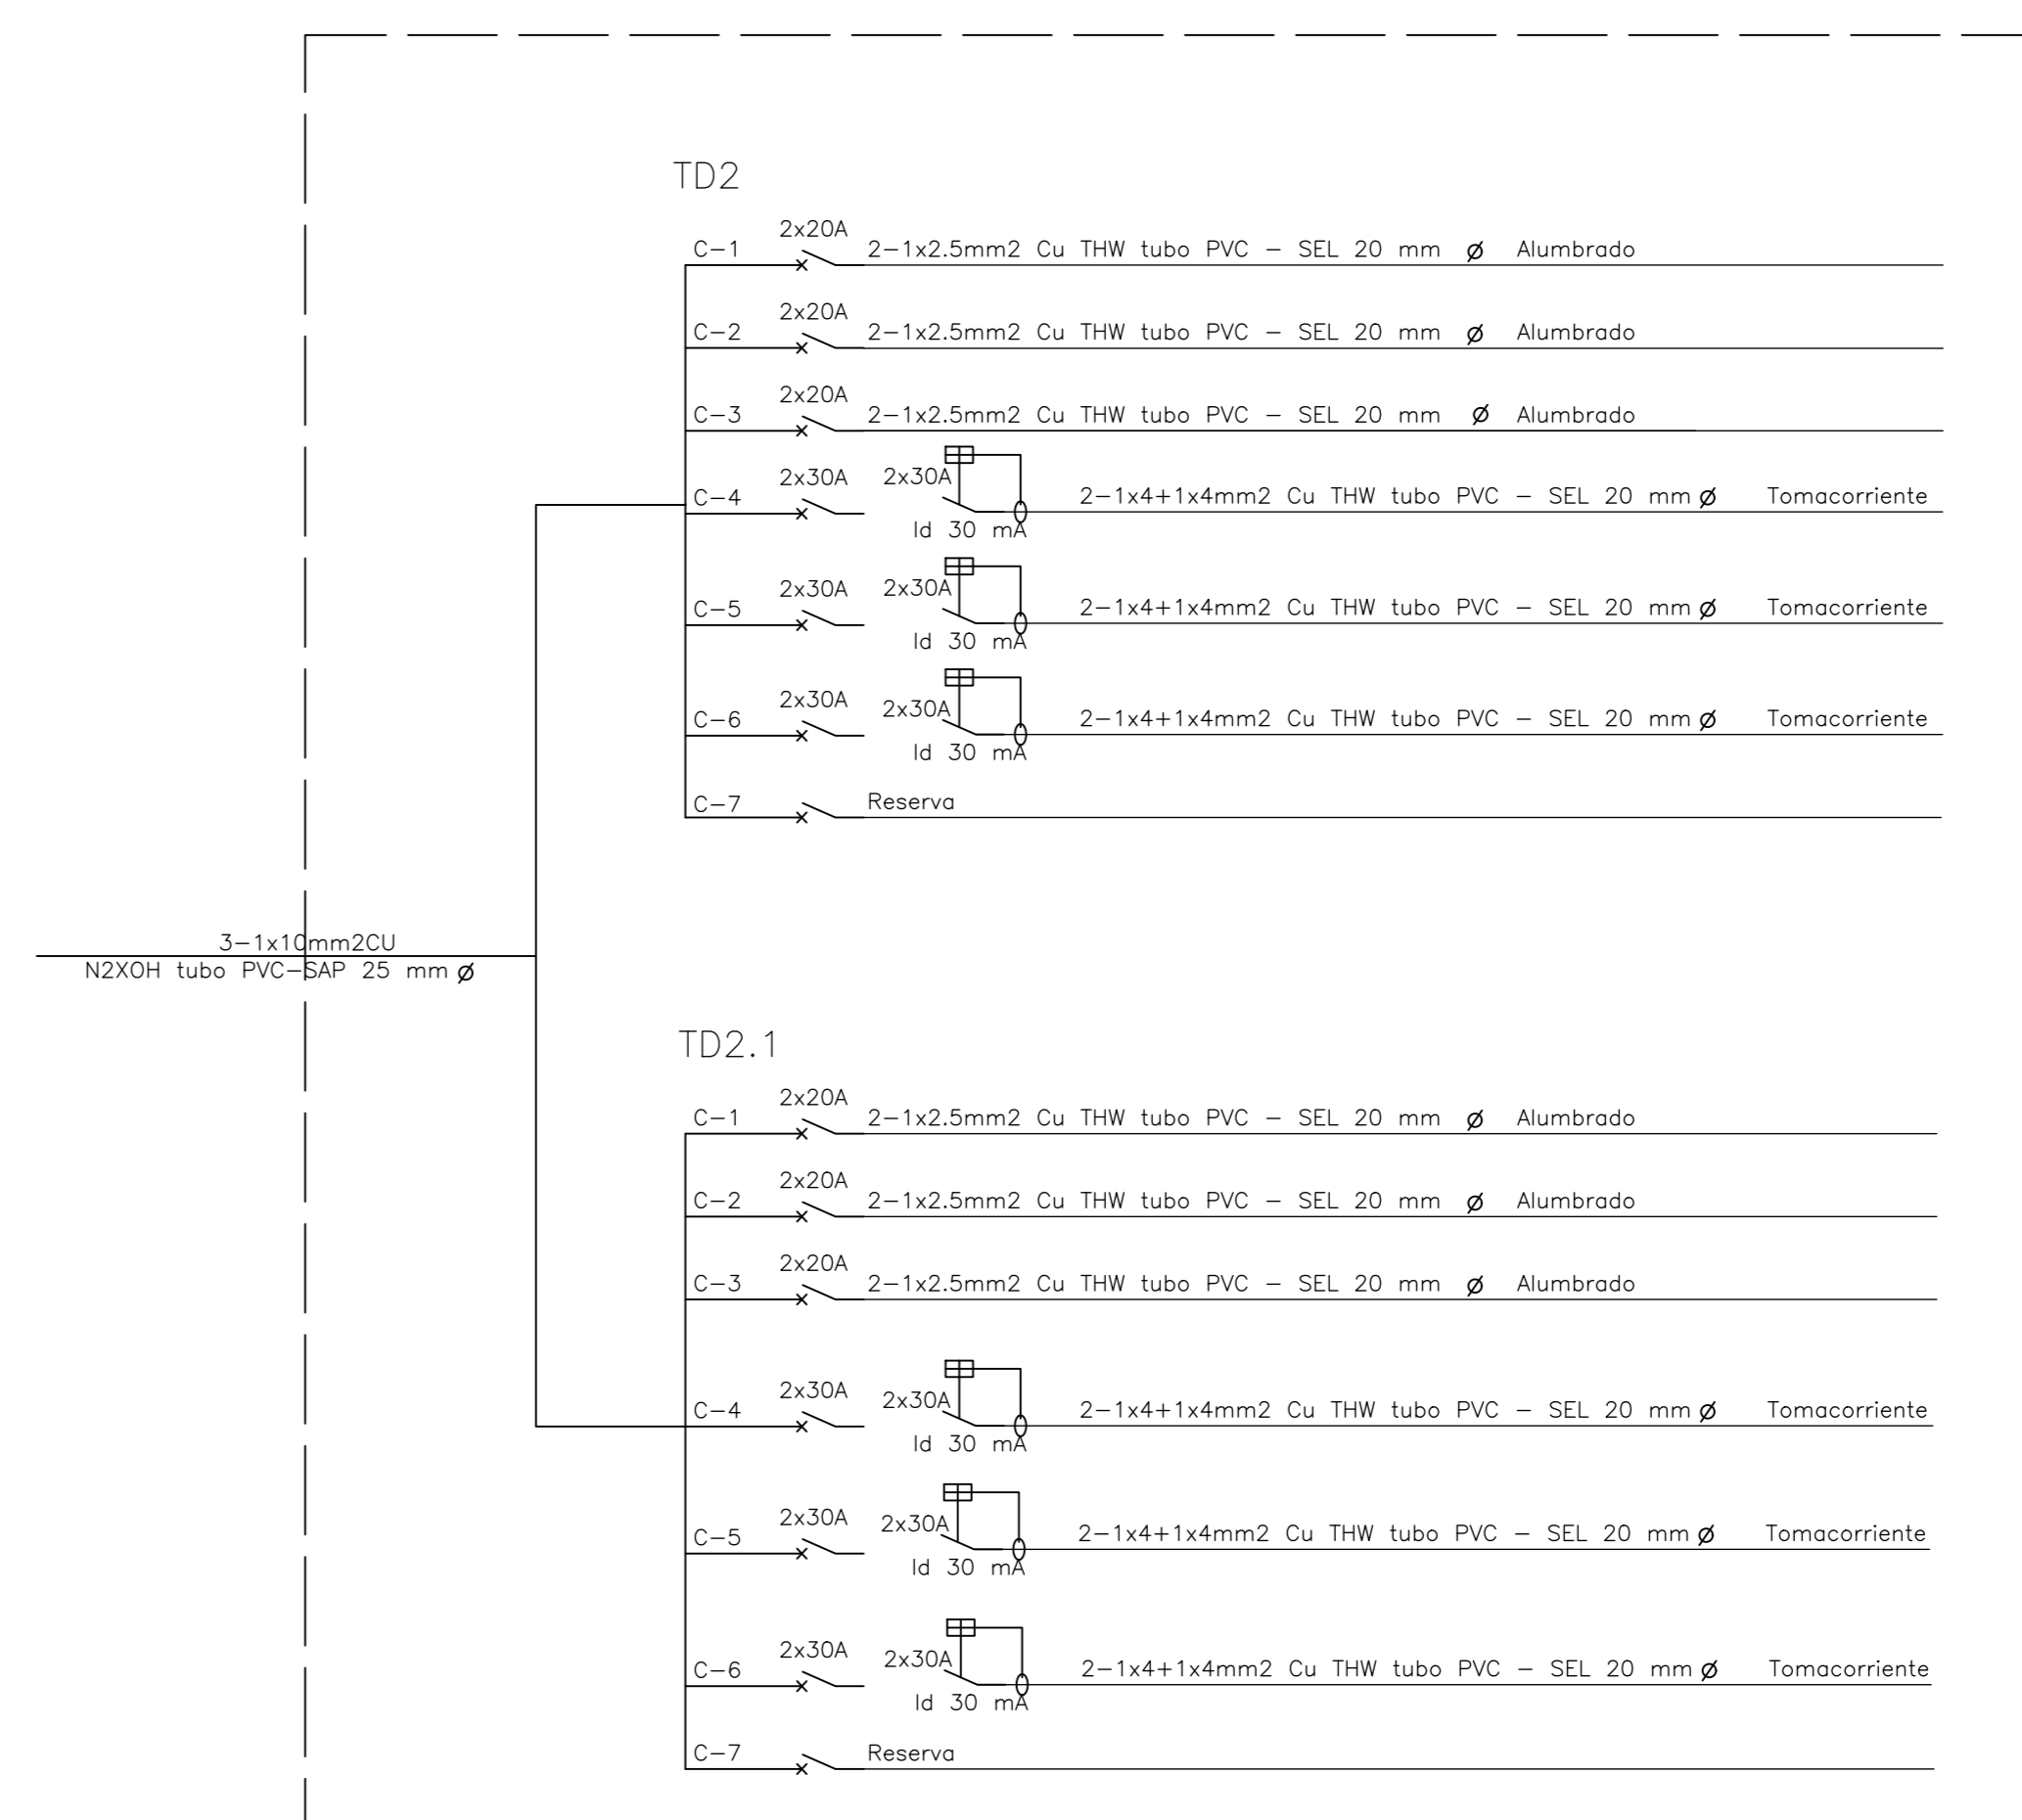 TD2
C-1 2x20A 2-1x2.5mm2 Cu THW tubo PVC - SEL 20 mm Ø Alumbrado
C-2 2x20A 2-1x2.5mm2 Cu THW tubo PVC - SEL 20 mm Ø Alumbrado
C-3 2x20A 2-1x2.5mm2 Cu THW tubo PVC - SEL 20 mm Ø Alumbrado
C-4 2x30A 2x30A 2-1x4+1x4mm2 Cu THW tubo PVC - SEL 20 mm Ø Tomacorriente
Id 30 mA
C-5 2x30A 2x30A 2-1x4+1x4mm2 Cu THW tubo PVC - SEL 20 mm Ø Tomacorriente
Id 30 mA
C-6 2x30A 2x30A 2-1x4+1x4mm2 Cu THW tubo PVC - SEL 20 mm Ø Tomacorriente
Id 30 mA
C-7 Reserva
3-1x10mm2CU
N2XOH tubo PVC-SAP 25 mm Ø
TD2.1
C-1 2x20A 2-1x2.5mm2 Cu THW tubo PVC - SEL 20 mm Ø Alumbrado
C-2 2x20A 2-1x2.5mm2 Cu THW tubo PVC - SEL 20 mm Ø Alumbrado
C-3 2x20A 2-1x2.5mm2 Cu THW tubo PVC - SEL 20 mm Ø Alumbrado
C-4 2x30A 2x30A 2-1x4+1x4mm2 Cu THW tubo PVC - SEL 20 mm Ø Tomacorriente
Id 30 mA
C-5 2x30A 2x30A 2-1x4+1x4mm2 Cu THW tubo PVC - SEL 20 mm Ø Tomacorriente
Id 30 mA
C-6 2x30A 2x30A 2-1x4+1x4mm2 Cu THW tubo PVC - SEL 20 mm Ø Tomacorriente
Id 30 mA
C-7 Reserva